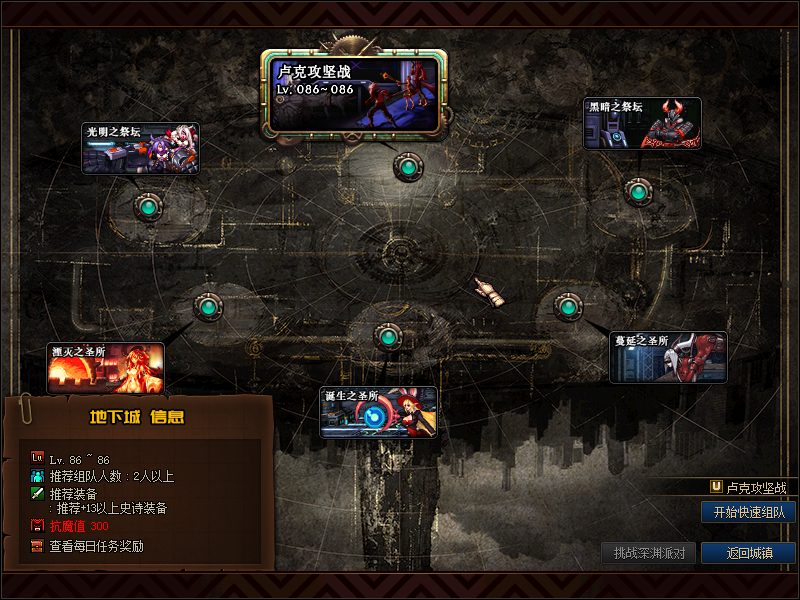 卢克攻坚战
Lv. 086~086
黑暗之祭坛
光明之祭坛
蔓延之圣所
湮灭之圣所
诞生之圣所
地下城 信息
Lv. 86 ~ 86
推荐组队人数 : 2人以上
推荐装备
: 推荐+13以上史诗装备
抗魔值 300
查看每日任务奖励
U 卢克攻坚战
开始快速组队
挑战深渊派对
返回城镇